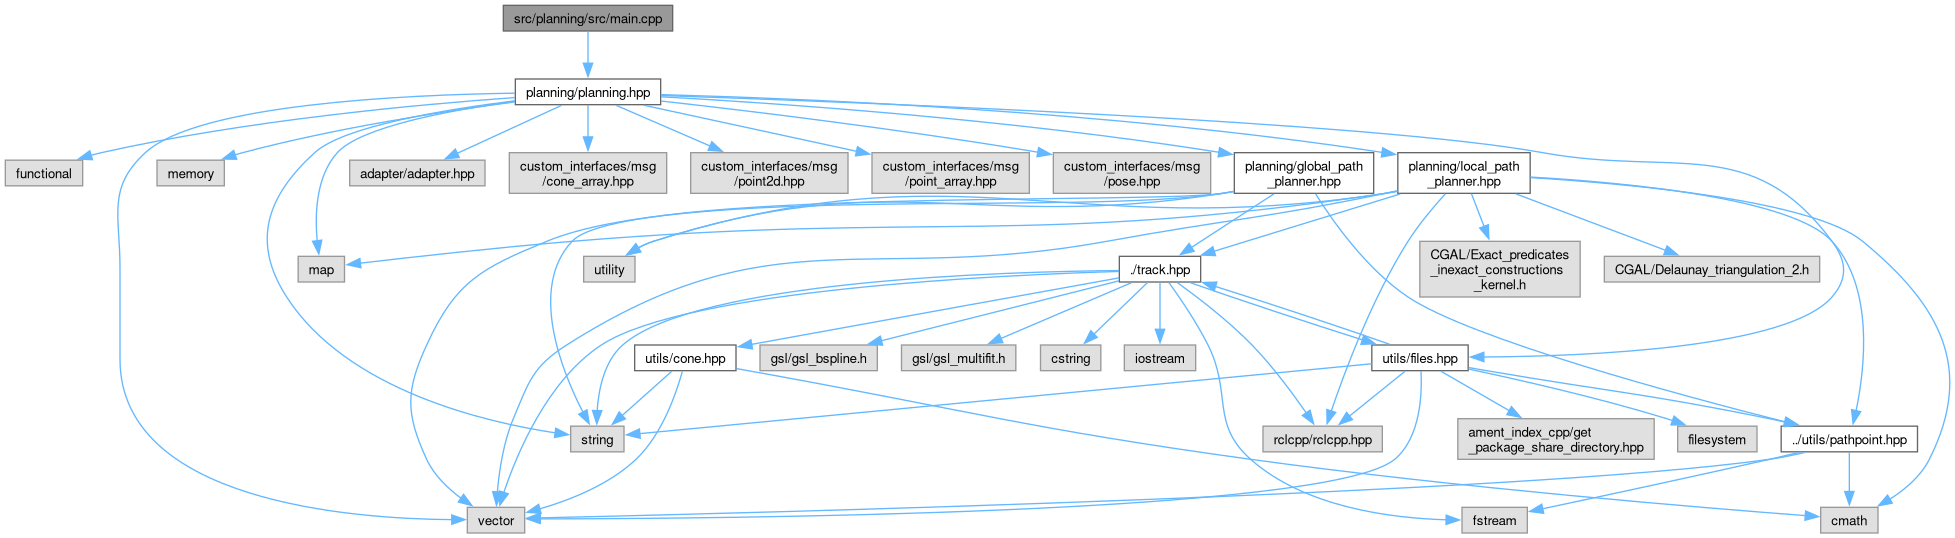 src/planning/src/main.cpp
planning/planning.hpp
functional
memory
adapter/adapter.hpp
custom_interfaces/msg
/cone_array.hpp
custom_interfaces/msg
/point2d.hpp
custom_interfaces/msg
/point_array.hpp
custom_interfaces/msg
/pose.hpp
planning/global_path
_planner.hpp
planning/local_path
_planner.hpp
map
utility
./track.hpp
CGAL/Exact_predicates
_inexact_constructions
_kernel.h
CGAL/Delaunay_triangulation_2.h
utils/cone.hpp
gsl/gsl_bspline.h
gsl/gsl_multifit.h
cstring
iostream
utils/files.hpp
string
rclcpp/rclcpp.hpp
ament_index_cpp/get
_package_share_directory.hpp
filesystem
../utils/pathpoint.hpp
vector
fstream
cmath